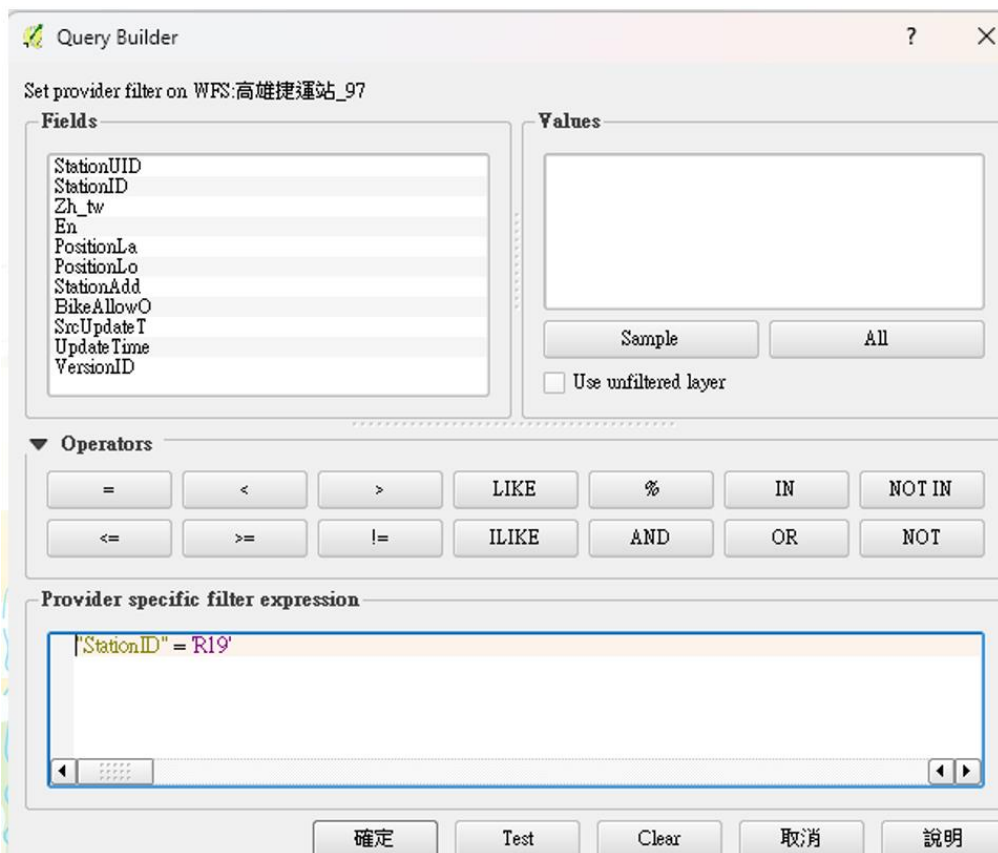 Query Builder
?
×
Set provider filter on WFS:高雄捷運站_97
Fields
StationUID
StationID
Zh_tw
En
PositionLa
PositionLo
StationAdd
BikeAllowO
SrcUpdateT
UpdateTime
VersionID
Values
Sample
All
Use unfiltered layer
Operators
= < > LIKE % IN NOT IN
<= >= != ILIKE AND OR NOT
Provider specific filter expression
"StationID" = 'R19'
確定 Test Clear 取消 說明